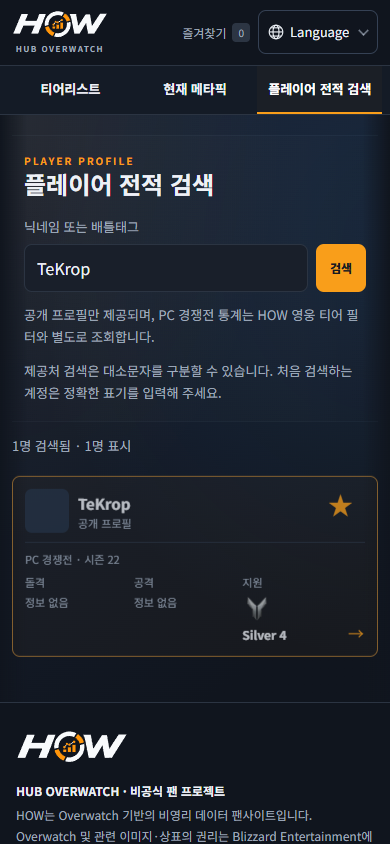 HOW
HUB OVERWATCH
즐겨찾기 0
Language
티어리스트 현재 메타픽 플레이어 전적 검색
PLAYER PROFILE
플레이어 전적 검색
닉네임 또는 배틀태그
TeKrop 검색
공개 프로필만 제공되며, PC 경쟁전 통계는 HOW 영웅 티어 필
터와 별도로 조회합니다.
제공처 검색은 대소문자를 구분할 수 있습니다. 처음 검색하는
계정은 정확한 표기를 입력해 주세요.
1명 검색됨 · 1명 표시
TeKrop
공개 프로필
PC 경쟁전 · 시즌 22
돌격 공격 지원
정보 없음 정보 없음
Silver 4 →
HOW
HUB OVERWATCH · 비공식 팬 프로젝트
HOW는 Overwatch 기반의 비영리 데이터 팬사이트입니다.
Overwatch 및 관련 이미지·상표의 권리는 Blizzard Entertainment에